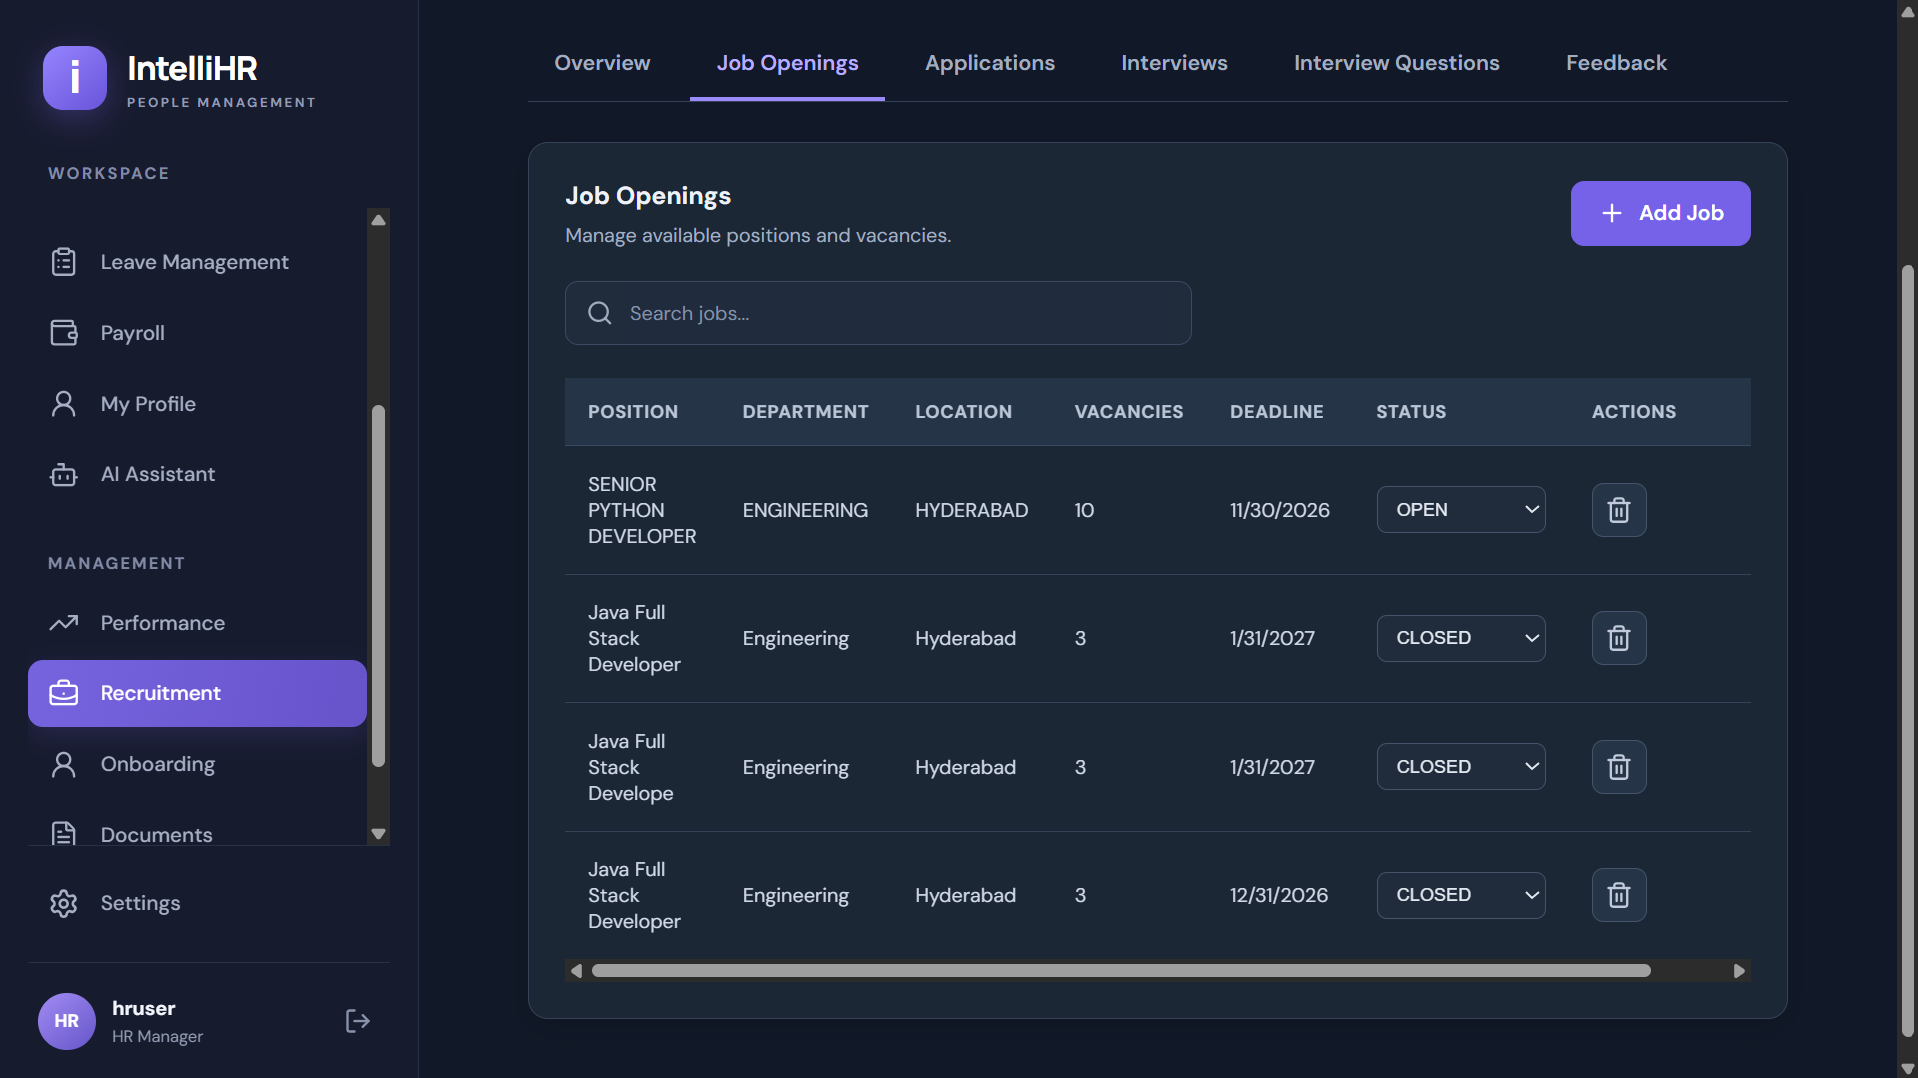 i
IntelliHR
PEOPLE MANAGEMENT
WORKSPACE
Leave Management
Payroll
My Profile
AI Assistant
MANAGEMENT
Performance
Recruitment
Onboarding
Documents
Settings
HR
hruser
HR Manager
Overview
Job Openings
Applications
Interviews
Interview Questions
Feedback
Job Openings
Manage available positions and vacancies.
+ Add Job
Search jobs...
POSITION DEPARTMENT LOCATION VACANCIES DEADLINE STATUS ACTIONS
SENIOR
PYTHON
DEVELOPER
ENGINEERING
HYDERABAD
10
11/30/2026
OPEN
Java Full
Stack
Developer
Engineering
Hyderabad
3
1/31/2027
CLOSED
Java Full
Stack
Develope
Engineering
Hyderabad
3
1/31/2027
CLOSED
Java Full
Stack
Developer
Engineering
Hyderabad
3
12/31/2026
CLOSED